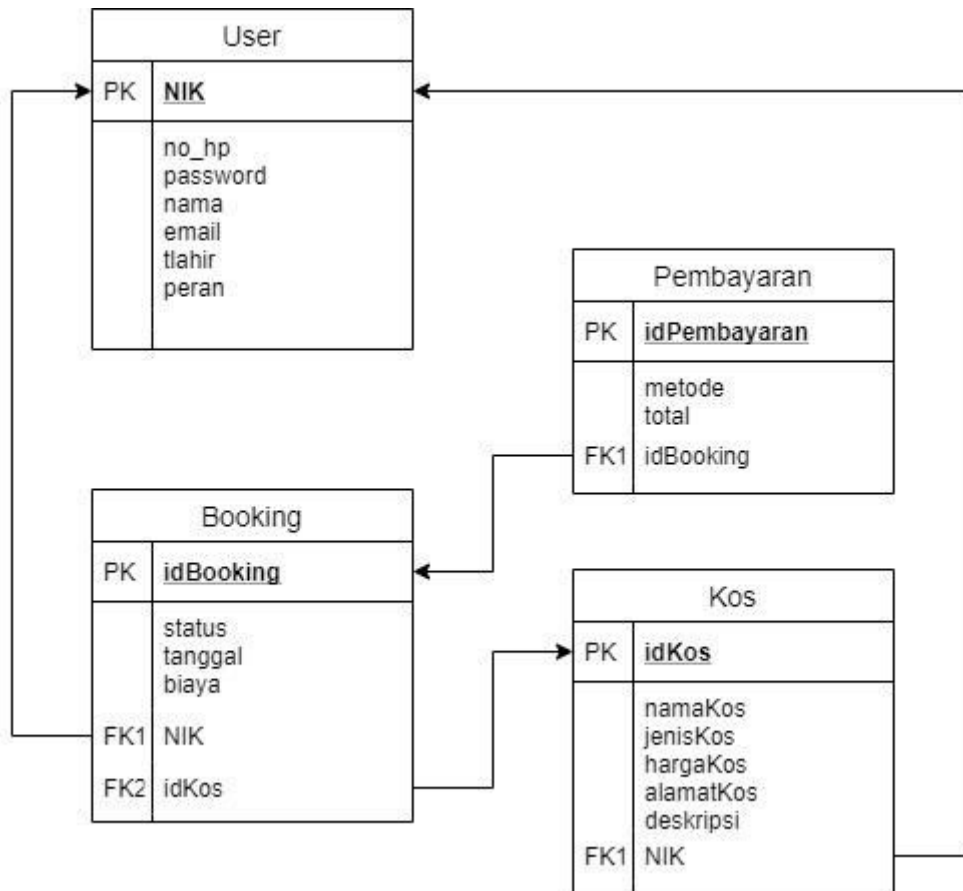 User
PK NIK
no_hp
password
nama
email
tlahir
peran
Pembayaran
PK idPembayaran
metode
total
FK1 idBooking
Booking
PK idBooking
status
tanggal
biaya
FK1 NIK
FK2 idKos
Kos
PK idKos
namaKos
jenisKos
hargaKos
alamatKos
deskripsi
FK1 NIK